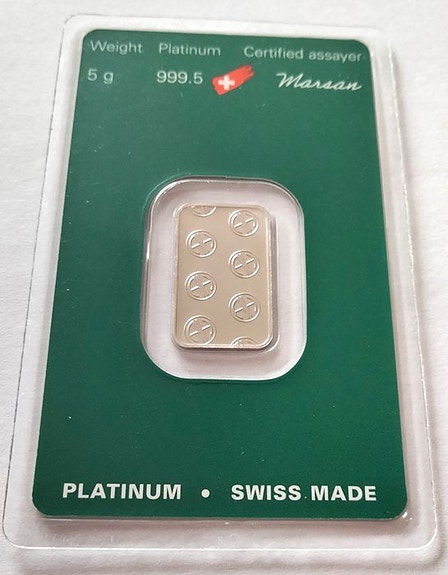 Weight Platinum Certified assayer
5 g 999.5 Marsan
PLATINUM • SWISS MADE